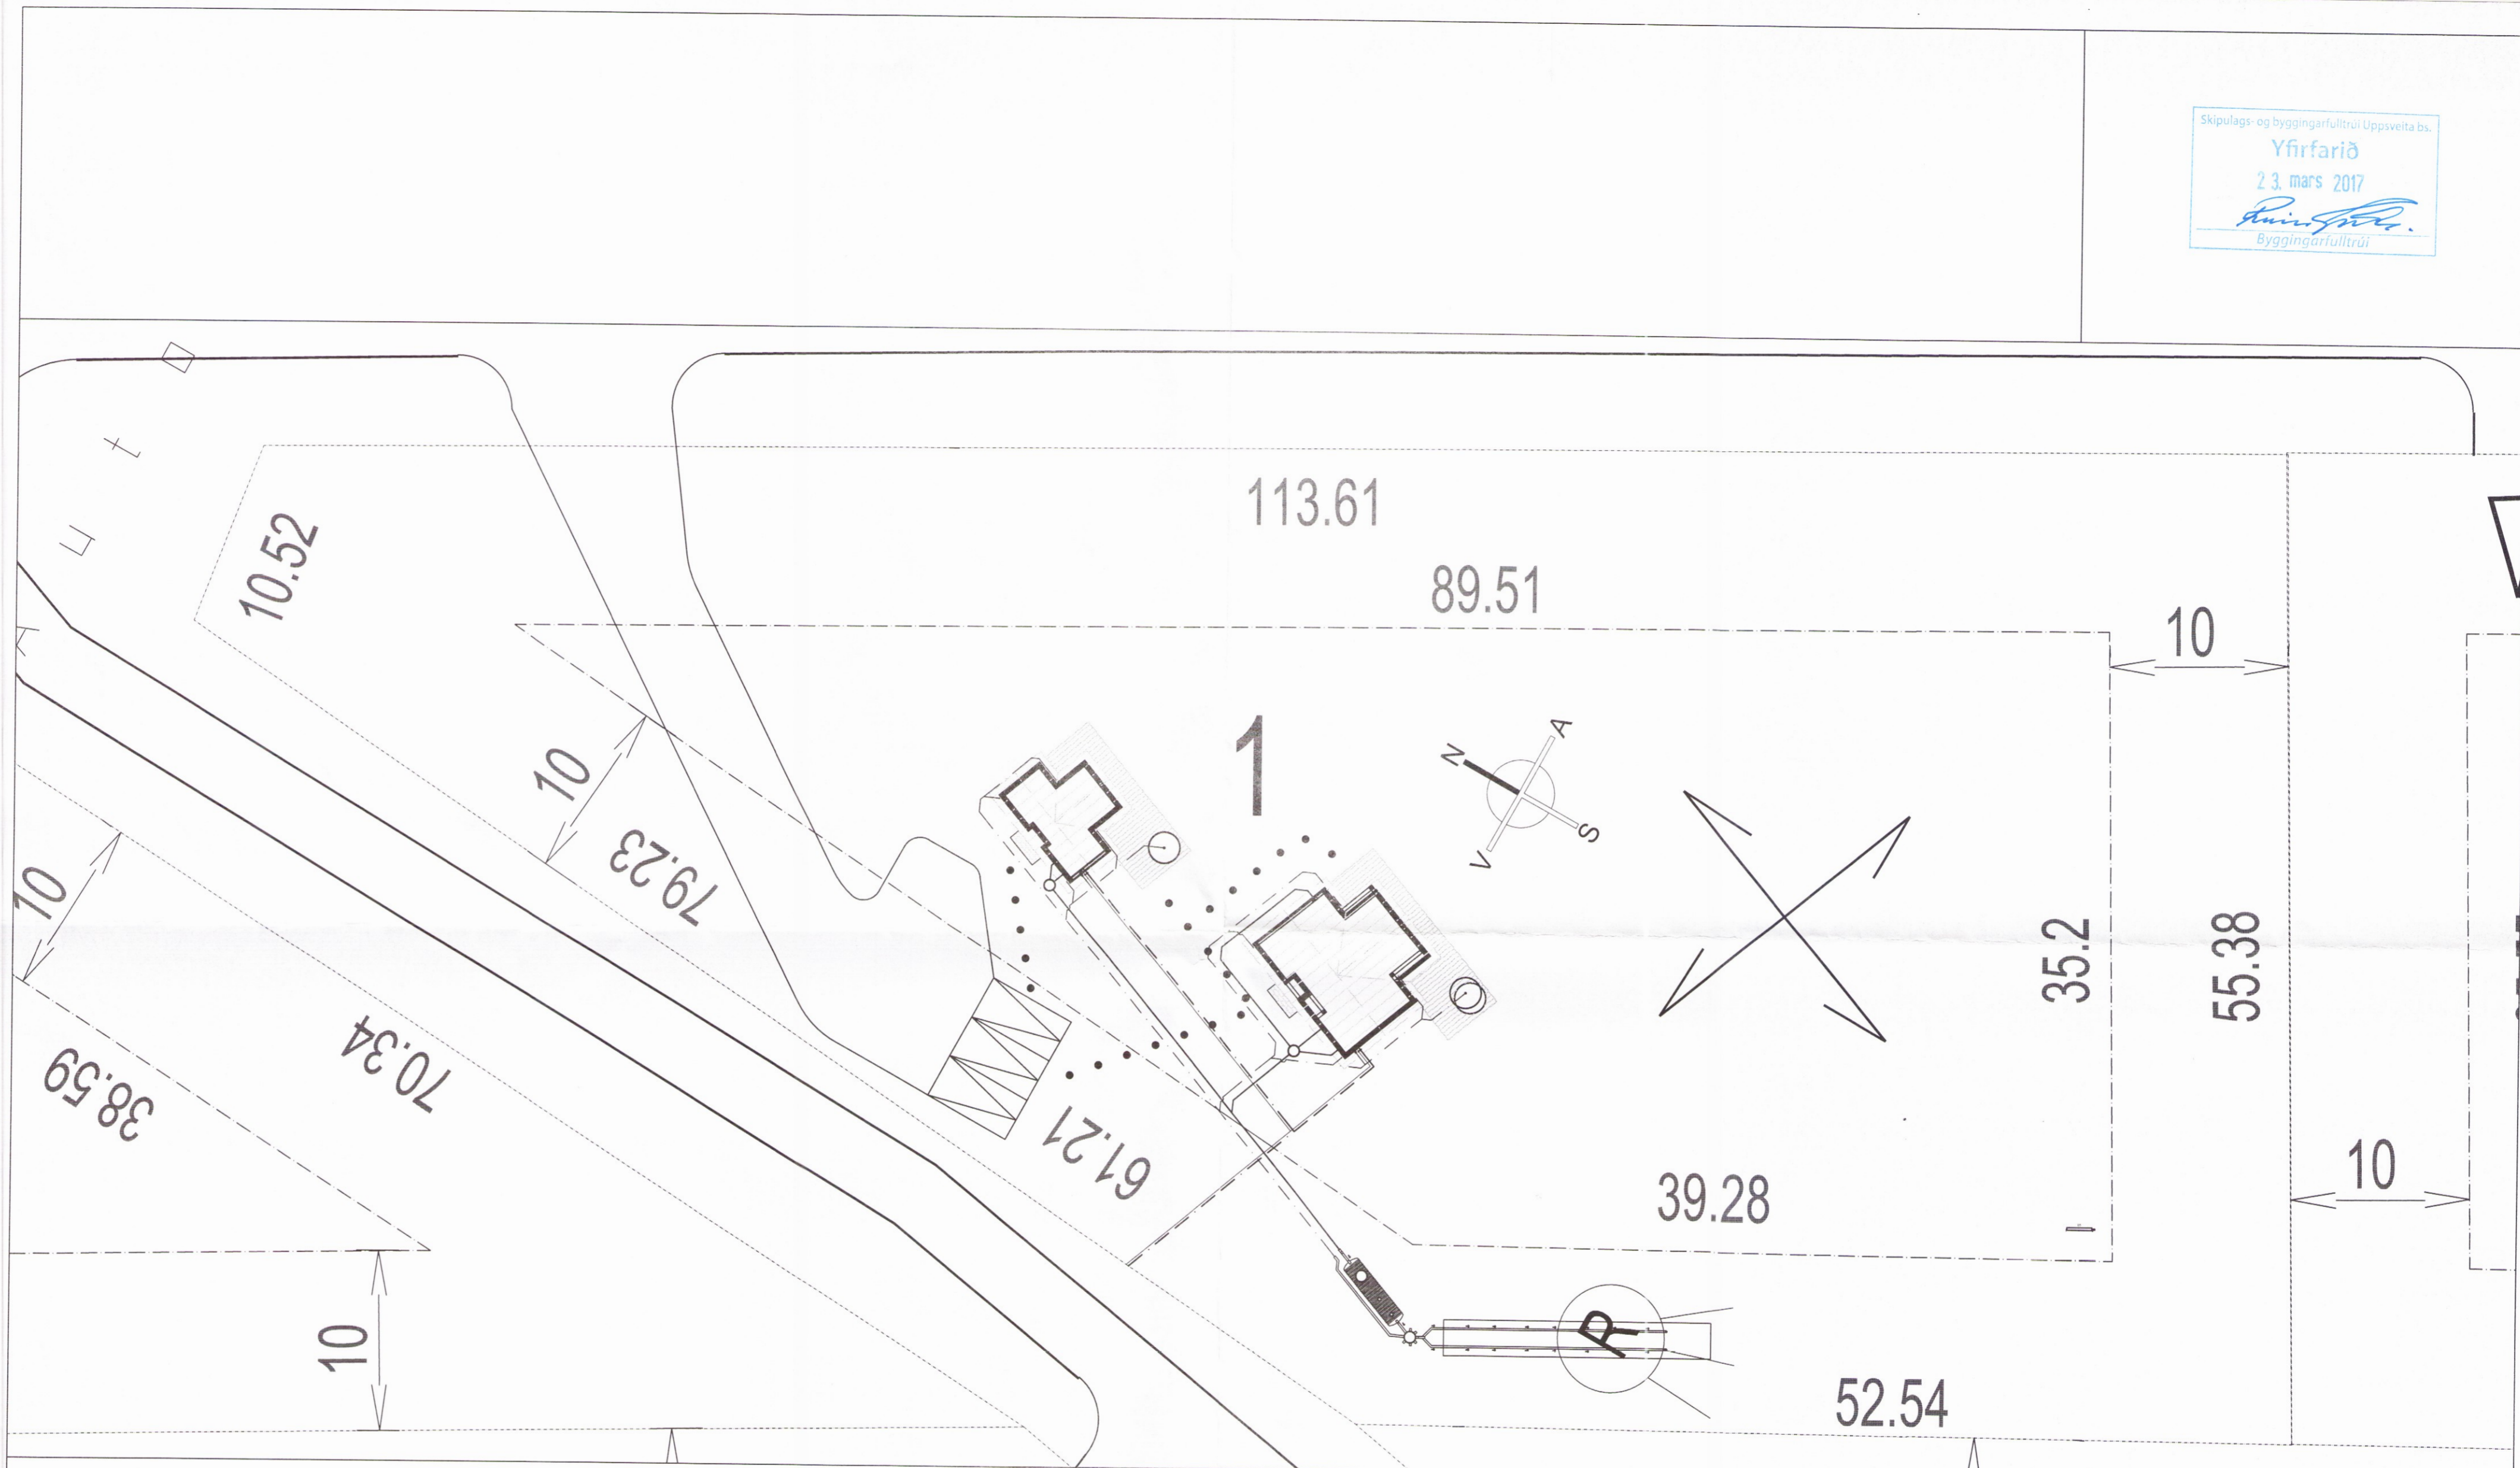 Skipulags- og byggingarfulltrúi Uppsveita bs.
Yfirfarið
23. mars 2017
Byggingarfulltrúi
113.61
10.52
89.51
10
1
N
A
V
S
10
79.23
10
35.2
55.38
70.34
38.59
61.21
39.28
10
10
R
52.54